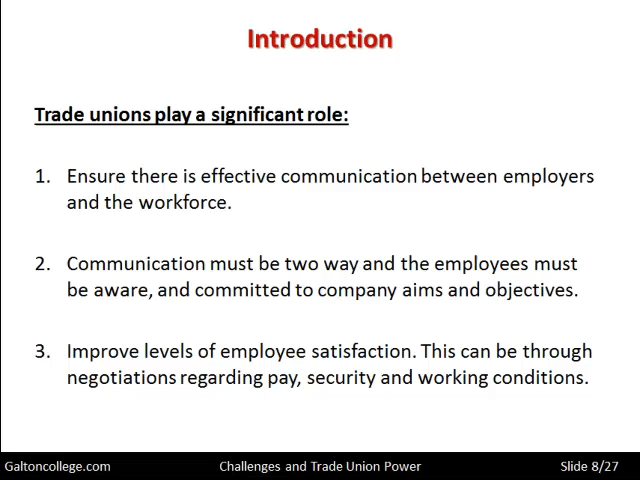 Introduction
Trade unions play a significant role:
1. Ensure there is effective communication between employers
and the workforce.
2. Communication must be two way and the employees must
be aware, and committed to company aims and objectives.
3. Improve levels of employee satisfaction. This can be through
negotiations regarding pay, security and working conditions.
Galtoncollege.com Challenges and Trade Union Power Slide 8/27